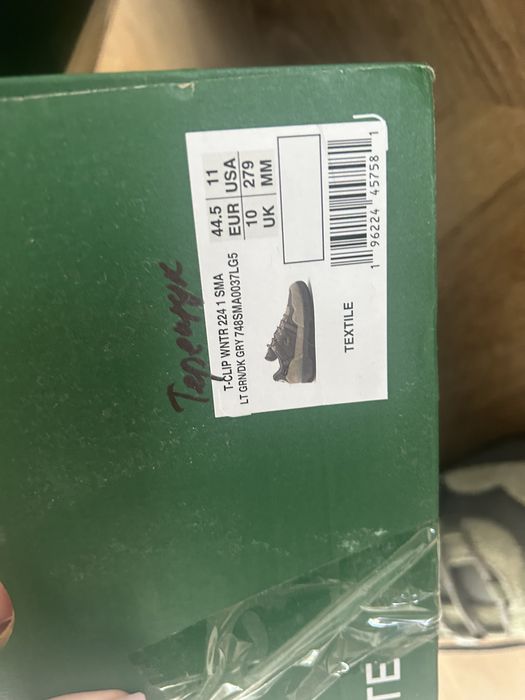 T-CLIP WNTR 224 1 SMA
LT GRN/DK GRY 748SMA0037LG5
44.5 11
EUR USA
10 279
UK MM
TEXTILE
1 96224 45758 1
TE